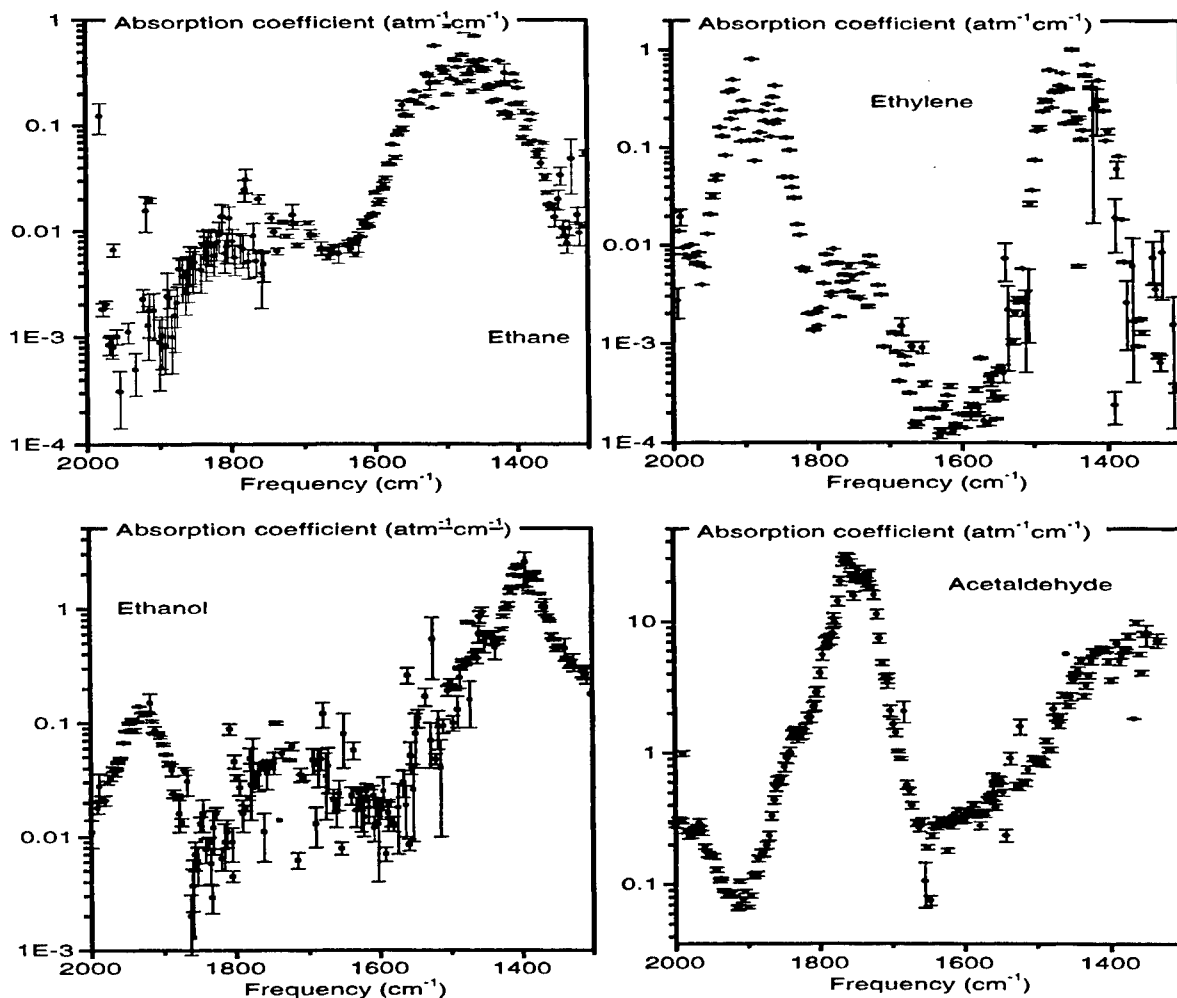 Absorption coefficient (atm⁻¹cm⁻¹)
1
0.1
0.01
1E-3
1E-4
Ethane
2000 1800 1600 1400
Frequency (cm⁻¹)
Absorption coefficient (atm⁻¹cm⁻¹)
1
0.1
0.01
1E-3
1E-4
Ethylene
2000 1800 1600 1400
Frequency (cm⁻¹)
Absorption coefficient (atm⁻¹cm⁻¹)
Ethanol
1
0.1
0.01
1E-3
2000 1800 1600 1400
Frequency (cm⁻¹)
Absorption coefficient (atm⁻¹cm⁻¹)
Acetaldehyde
10
1
0.1
2000 1800 1600 1400
Frequency (cm⁻¹)